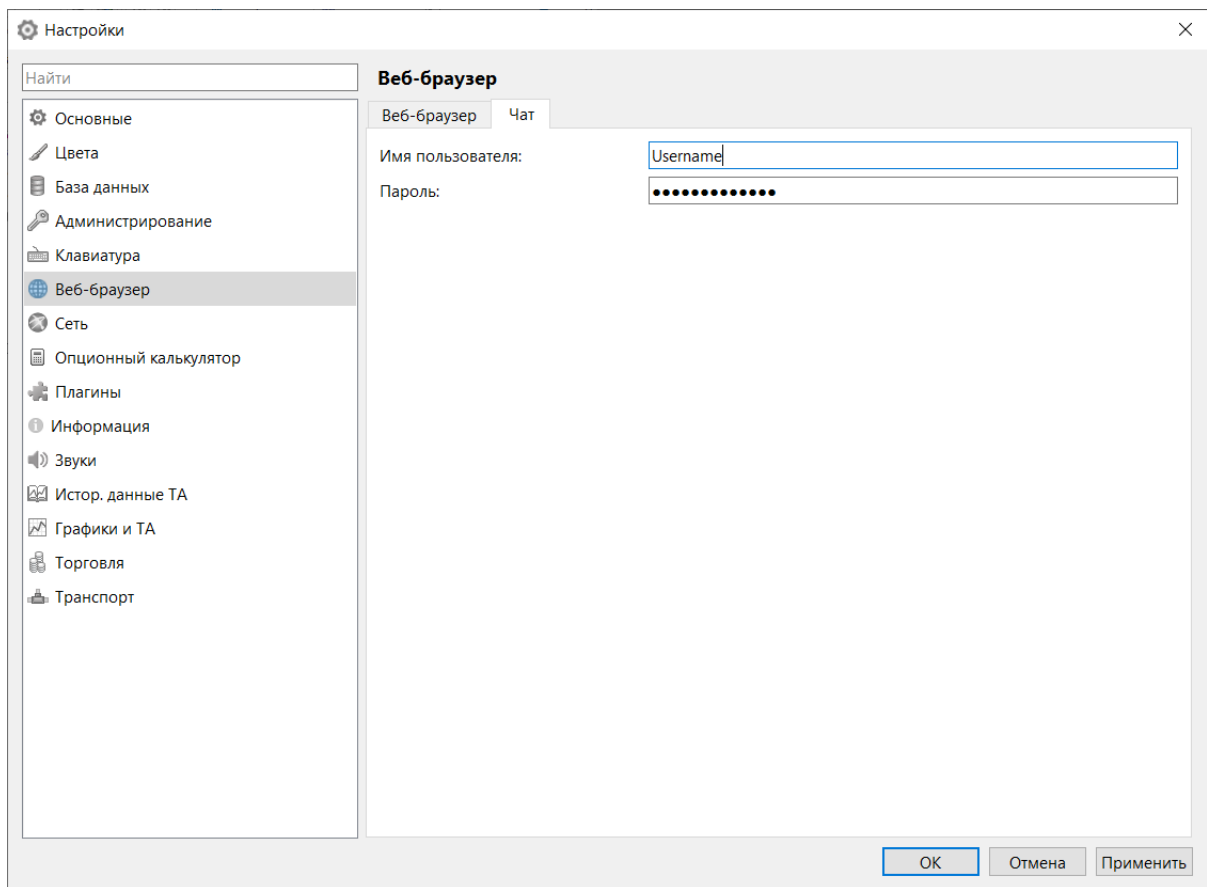 Настройки
Найти
Основные
Цвета
База данных
Администрирование
Клавиатура
Веб-браузер
Сеть
Опционный калькулятор
Плагины
Информация
Звуки
Истор. данные ТА
Графики и ТА
Торговля
Транспорт
Веб-браузер
Веб-браузер Чат
Имя пользователя: Username
Пароль: •••••••••••••
OK Отмена Применить